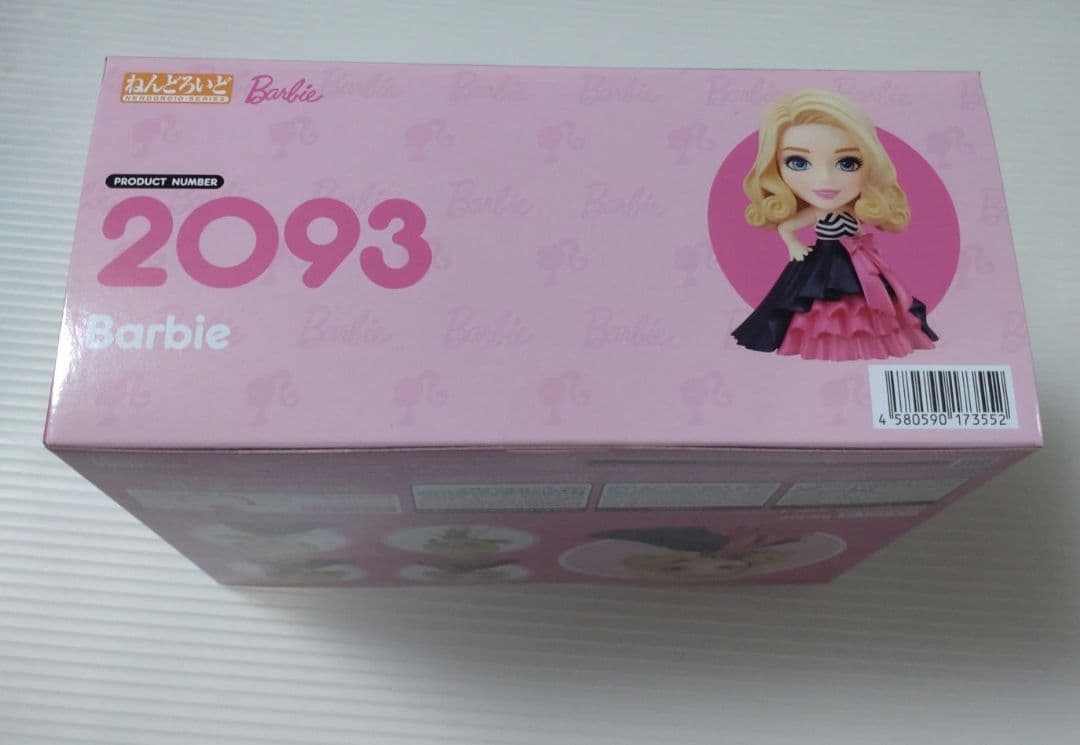 ねんどろいど
NENDOROID-SERIES
Barbie
PRODUCT NUMBER
2093
Barbie
4 580590 173552